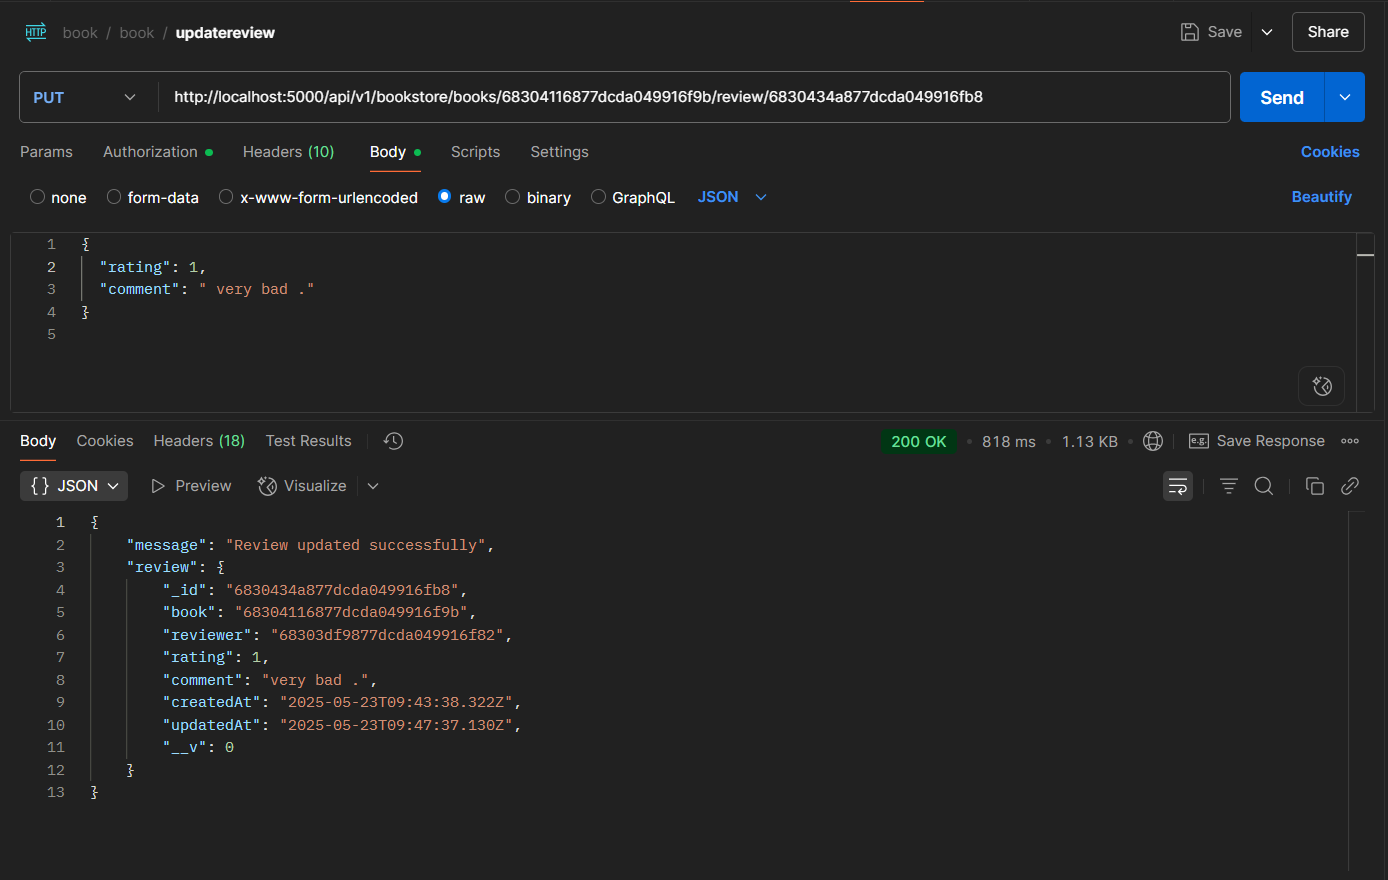 HTTP book / book / updatereview Save Share
PUT http://localhost:5000/api/v1/bookstore/books/68304116877dcda049916f9b/review/6830434a877dcda049916fb8 Send
Params Authorization Headers (10) Body Scripts Settings Cookies
none form-data x-www-form-urlencoded raw binary GraphQL JSON Beautify
1 {
2 "rating": 1,
3 "comment": " very bad ."
4 }
5
Body Cookies Headers (18) Test Results 200 OK • 818 ms • 1.13 KB • e.g. Save Response
{} JSON Preview Visualize
1 {
2 "message": "Review updated successfully",
3 "review": {
4 "_id": "6830434a877dcda049916fb8",
5 "book": "68304116877dcda049916f9b",
6 "reviewer": "68303df9877dcda049916f82",
7 "rating": 1,
8 "comment": "very bad .",
9 "createdAt": "2025-05-23T09:43:38.322Z",
10 "updatedAt": "2025-05-23T09:47:37.130Z",
11 "__v": 0
12 }
13 }